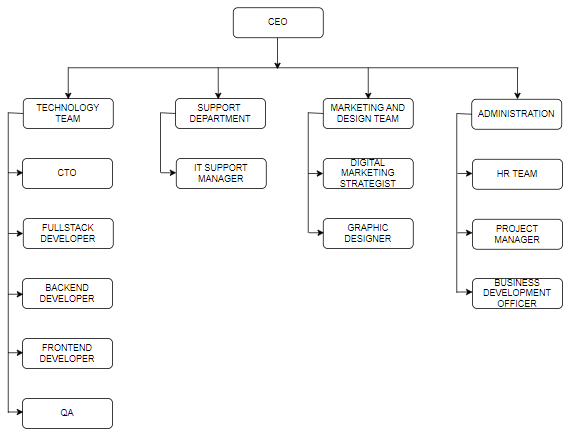 CEO
TECHNOLOGY
TEAM
SUPPORT
DEPARTMENT
MARKETING AND
DESIGN TEAM
ADMINISTRATION
CTO
IT SUPPORT
MANAGER
DIGITAL
MARKETING
STRATEGIST
HR TEAM
FULLSTACK
DEVELOPER
GRAPHIC
DESIGNER
PROJECT
MANAGER
BACKEND
DEVELOPER
BUSINESS
DEVELOPMENT
OFFICER
FRONTEND
DEVELOPER
QA